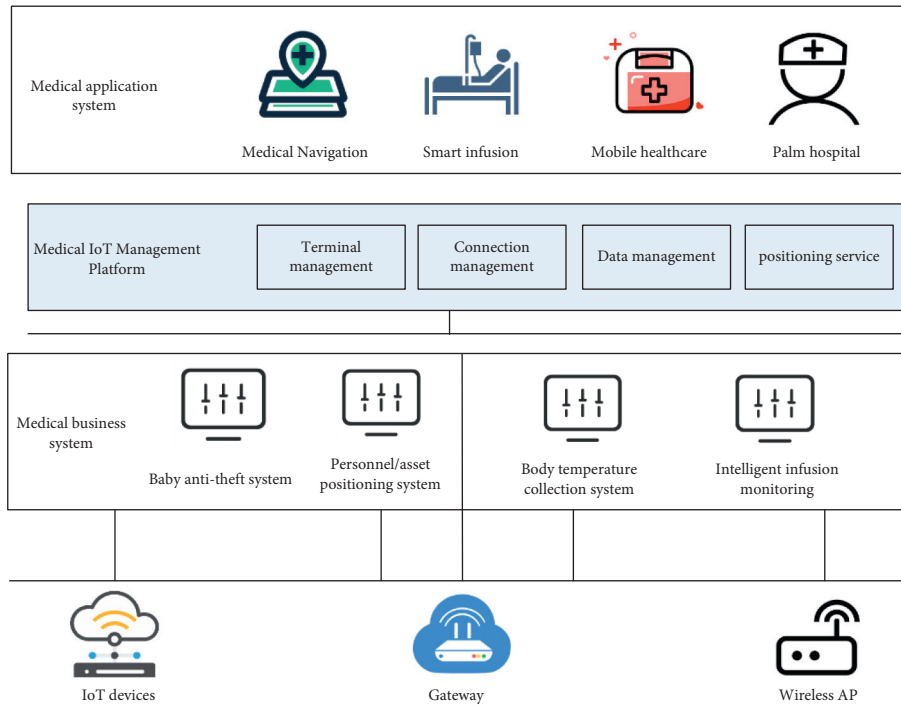 Medical application
system
Medical Navigation
Smart infusion
Mobile healthcare
Palm hospital
Medical IoT Management
Platform
Terminal
management
Connection
management
Data management
positioning service
Medical business
system
Baby anti-theft system
Personnel/asset
positioning system
Body temperature
collection system
Intelligent infusion
monitoring
IoT devices
Gateway
Wireless AP